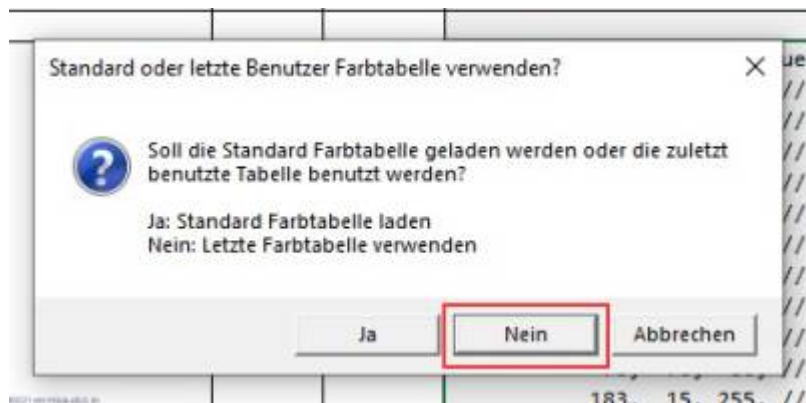 Standard oder letzte Benutzer Farbtabelle verwenden?
ue
//
//
//
//
//
//
//
//
//
//
Soll die Standard Farbtabelle geladen werden oder die zuletzt
benutzte Tabelle benutzt werden?
Ja: Standard Farbtabelle laden
Nein: Letzte Farbtabelle verwenden
Ja
Nein
Abbrechen
//
183, 15, 255, //